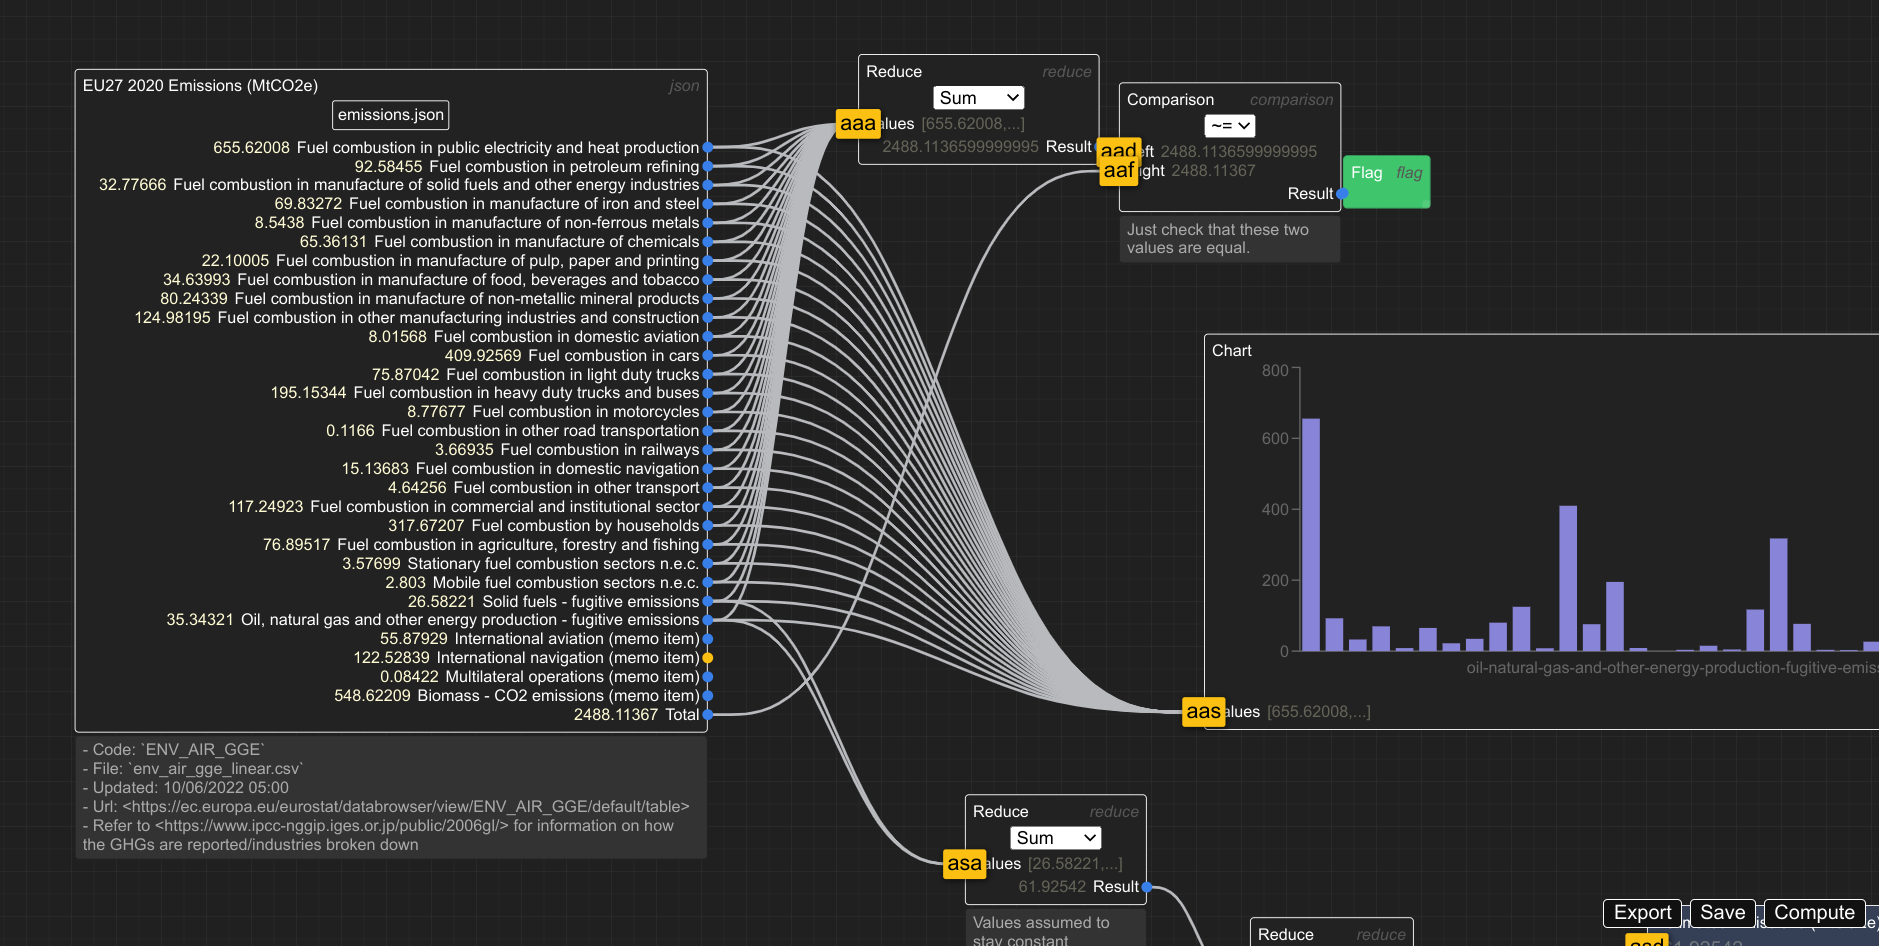 EU27 2020 Emissions (MtCO2e) json
emissions.json
655.62008 Fuel combustion in public electricity and heat production
92.58455 Fuel combustion in petroleum refining
32.77666 Fuel combustion in manufacture of solid fuels and other energy industries
69.83272 Fuel combustion in manufacture of iron and steel
8.5438 Fuel combustion in manufacture of non-ferrous metals
65.36131 Fuel combustion in manufacture of chemicals
22.10005 Fuel combustion in manufacture of pulp, paper and printing
34.63993 Fuel combustion in manufacture of food, beverages and tobacco
80.24339 Fuel combustion in manufacture of non-metallic mineral products
124.98195 Fuel combustion in other manufacturing industries and construction
8.01568 Fuel combustion in domestic aviation
409.92569 Fuel combustion in cars
75.87042 Fuel combustion in light duty trucks
195.15344 Fuel combustion in heavy duty trucks and buses
8.77677 Fuel combustion in motorcycles
0.1166 Fuel combustion in other road transportation
3.66935 Fuel combustion in railways
15.13683 Fuel combustion in domestic navigation
4.64256 Fuel combustion in other transport
117.24923 Fuel combustion in commercial and institutional sector
317.67207 Fuel combustion by households
76.89517 Fuel combustion in agriculture, forestry and fishing
3.57699 Stationary fuel combustion sectors n.e.c.
2.803 Mobile fuel combustion sectors n.e.c.
26.58221 Solid fuels - fugitive emissions
35.34321 Oil, natural gas and other energy production - fugitive emissions
55.87929 International aviation (memo item)
122.52839 International navigation (memo item)
0.08422 Multilateral operations (memo item)
548.62209 Biomass - CO2 emissions (memo item)
2488.11367 Total
- Code: `ENV_AIR_GGE`
- File: `env_air_gge_linear.csv`
- Updated: 10/06/2022 05:00
- Url: <https://ec.europa.eu/eurostat/databrowser/view/ENV_AIR_GGE/default/table>
- Refer to <https://www.ipcc-nggip.iges.or.jp/public/2006gl/> for information on how
the GHGs are reported/industries broken down
Reduce reduce
Sum
aaa alues [655.62008,...]
2488.1136599999995 Result
Comparison comparison
~=
aad eft 2488.1136599999995
aaf ight 2488.11367
Result
Flag flag
Just check that these two
values are equal.
Chart
800
600
400
200
0
oil-natural-gas-and-other-energy-production-fugitive-emiss
aas alues [655.62008,...]
Reduce reduce
Sum
asa alues [26.58221,...]
61.92542 Result
Values assumed to
stay constant
Reduce reduce
Export Save Compute